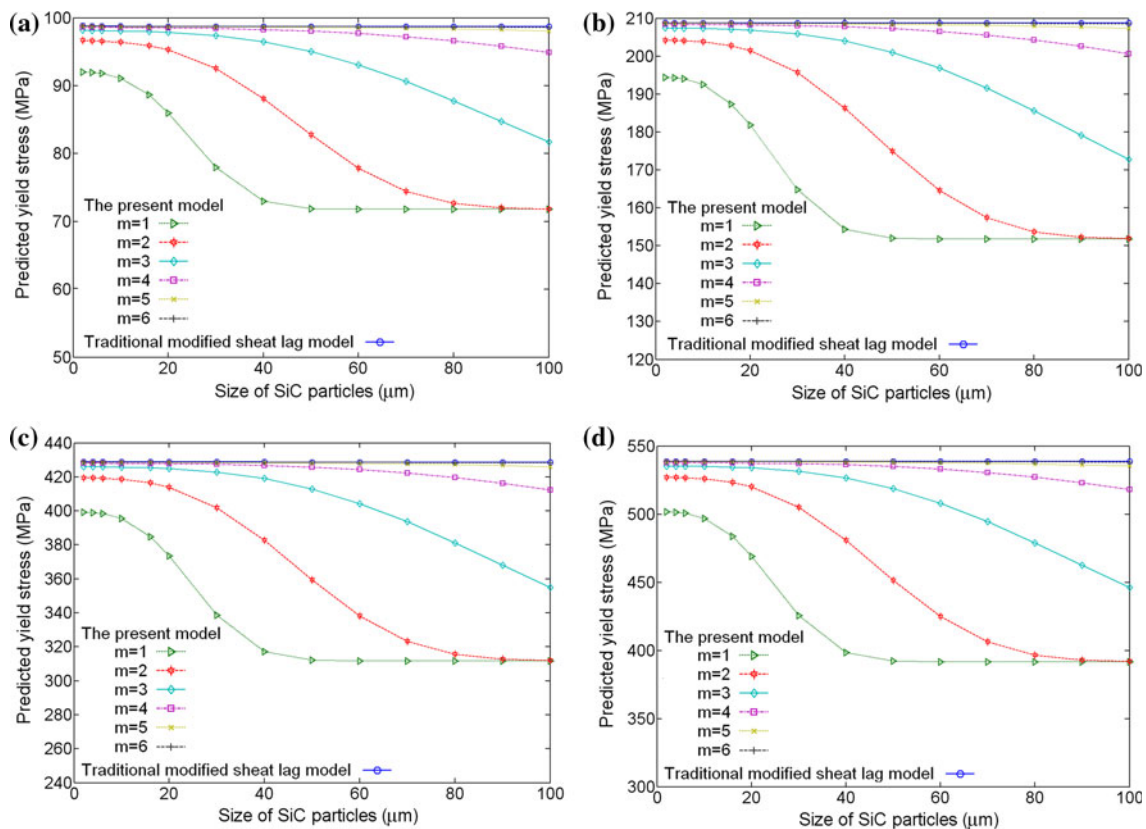 (a)
100
90
80
70
60
50
Predicted yield stress (MPa)
The present model
m=1
m=2
m=3
m=4
m=5
m=6
Traditional modified sheat lag model
0 20 40 60 80 100
Size of SiC particles (μm)
(b)
210
200
190
180
170
160
150
140
130
120
Predicted yield stress (MPa)
The present model
m=1
m=2
m=3
m=4
m=5
m=6
Traditional modified sheat lag model
0 20 40 60 80 100
Size of SiC particles (μm)
(c)
440
420
400
380
360
340
320
300
280
260
240
Predicted yield stress (MPa)
The present model
m=1
m=2
m=3
m=4
m=5
m=6
Traditional modified sheat lag model
0 20 40 60 80 100
Size of SiC particles (μm)
(d)
550
500
450
400
350
300
Predicted yield stress (MPa)
The present model
m=1
m=2
m=3
m=4
m=5
m=6
Traditional modified sheat lag model
0 20 40 60 80 100
Size of SiC particles (μm)